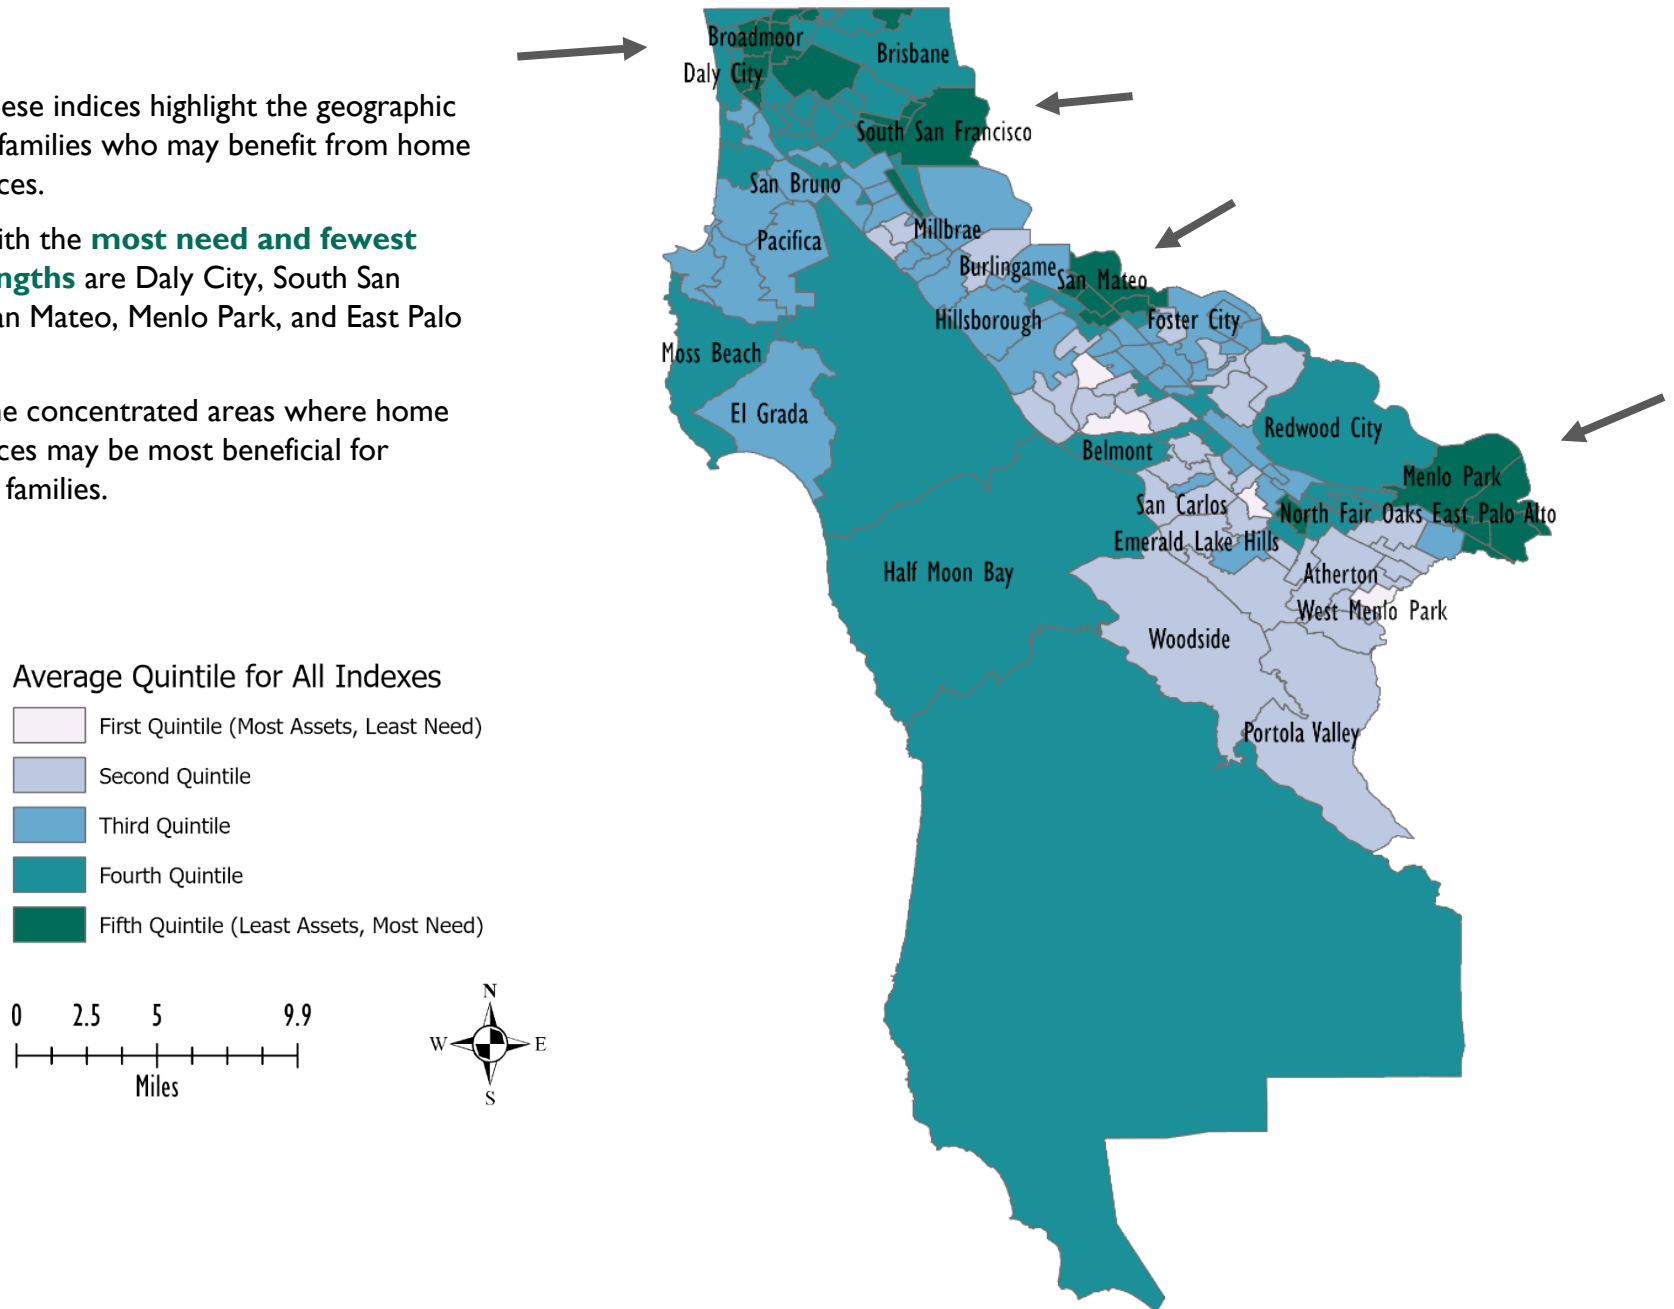 ese indices highlight the geographic
families who may benefit from home
ces.
ith the most need and fewest
ngths are Daly City, South San
an Mateo, Menlo Park, and East Palo
ne concentrated areas where home
ces may be most beneficial for
families.
Average Quintile for All Indexes
First Quintile (Most Assets, Least Need)
Second Quintile
Third Quintile
Fourth Quintile
Fifth Quintile (Least Assets, Most Need)
0 2.5 5 9.9
Miles
N
W E
S
Broadmoor
Brisbane
Daly City
South San Francisco
San Bruno
Millbrae
Pacifica
Burlingame
San Mateo
Hillsborough
Foster City
Moss Beach
El Grada
Redwood City
Belmont
Menlo Park
San Carlos
North Fair Oaks
East Palo Alto
Emerald Lake Hills
Half Moon Bay
Atherton
West Menlo Park
Woodside
Portola Valley